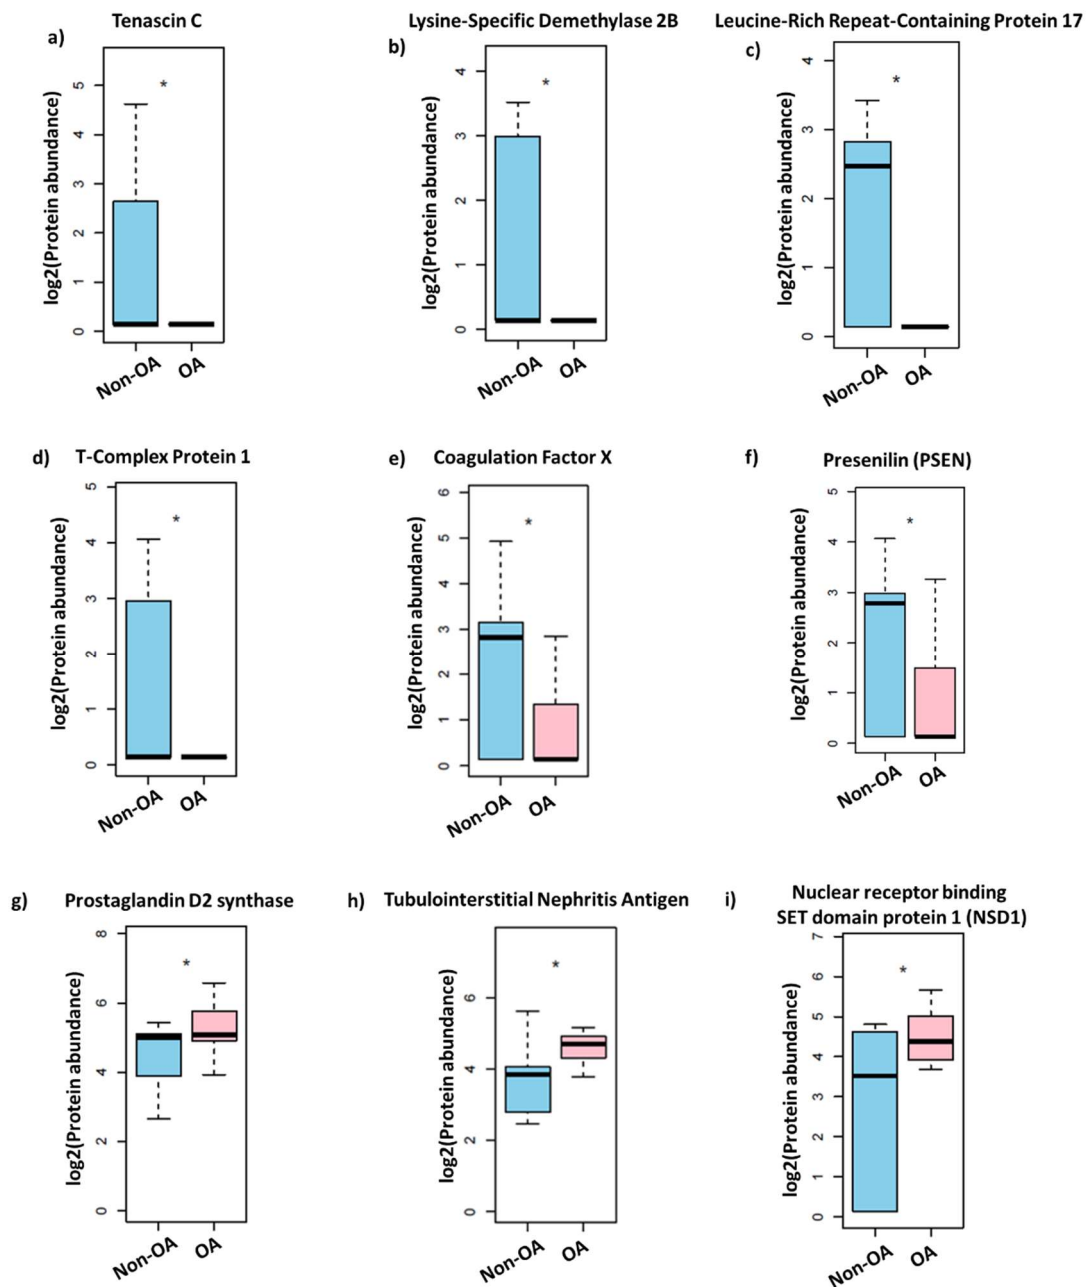 Tenascin C
a)
log2(Protein abundance)
5
4
3
2
1
0
*
Non-OA
OA
Lysine-Specific Demethylase 2B
b)
log2(Protein abundance)
4
3
2
1
0
*
Non-OA
OA
Leucine-Rich Repeat-Containing Protein 17
c)
log2(Protein abundance)
4
3
2
1
0
*
Non-OA
OA
d)
T-Complex Protein 1
log2(Protein abundance)
5
4
3
2
1
0
*
Non-OA
OA
e)
Coagulation Factor X
log2(Protein abundance)
6
5
4
3
2
1
0
*
Non-OA
OA
f)
Presenilin (PSEN)
log2(Protein abundance)
5
4
3
2
1
0
*
Non-OA
OA
g)
Prostaglandin D2 synthase
log2(Protein abundance)
8
6
4
2
0
*
Non-OA
OA
h)
Tubulointerstitial Nephritis Antigen
log2(Protein abundance)
6
4
2
0
*
Non-OA
OA
i)
Nuclear receptor binding
SET domain protein 1 (NSD1)
log2(Protein abundance)
7
6
5
4
3
2
1
0
*
Non-OA
OA